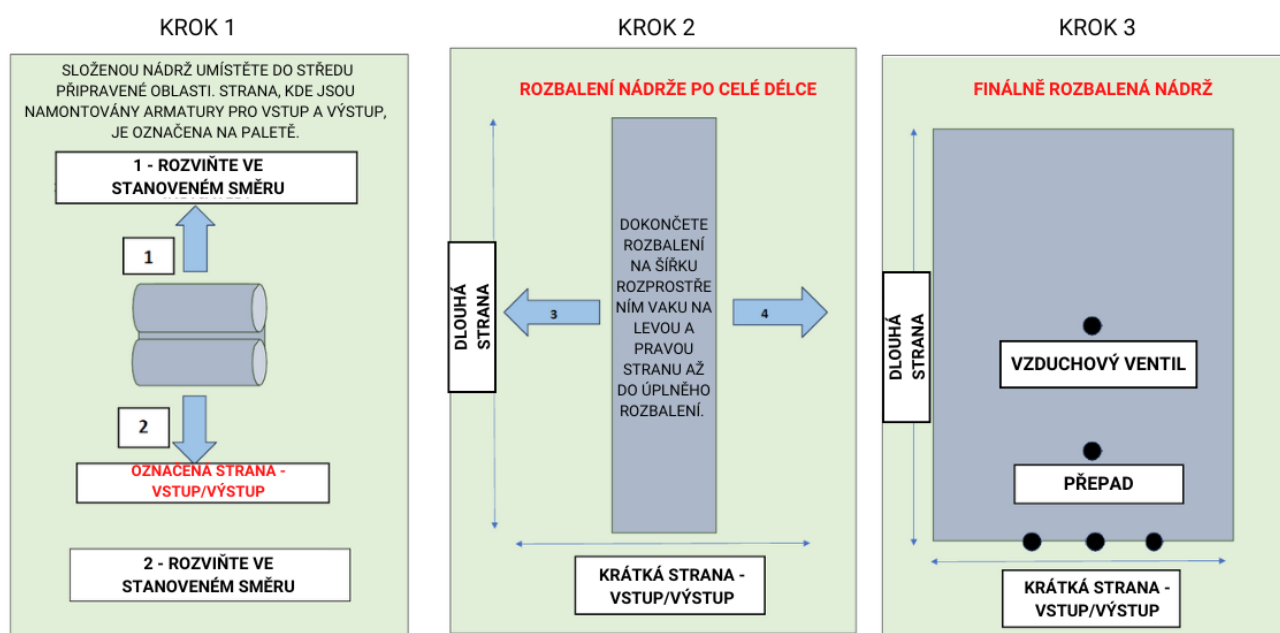 KROK 1
SLOŽENOU NÁDRŽ UMÍSTĚTE DO STŘEDU
PŘIPRAVENÉ OBLASTI. STRANA, KDE JSOU
NAMONTOVÁNY ARMATURY PRO VSTUP A VÝSTUP,
JE OZNAČENA NA PALETĚ.
1 - ROZVIŇTE VE
STANOVENÉM SMĚRU
1
2
OZNAČENÁ STRANA -
VSTUP/VÝSTUP
2 - ROZVIŇTE VE
STANOVENÉM SMĚRU
KROK 2
ROZBALENÍ NÁDRŽE PO CELÉ DÉLCE
DLOUHÁ
STRANA
3
DOKONČETE
ROZBALENÍ
NA ŠÍŘKU
ROZPROSTŘE
NÍM VAKU NA
LEVOU A
PRAVOU
STRANU AŽ
DO ÚPLNÉHO
ROZBALENÍ.
4
KRÁTKÁ STRANA -
VSTUP/VÝSTUP
KROK 3
FINÁLNĚ ROZBALENÁ NÁDRŽ
DLOUHÁ
STRANA
VZDUCHOVÝ VENTIL
PŘEPAD
KRÁTKÁ STRANA -
VSTUP/VÝSTUP